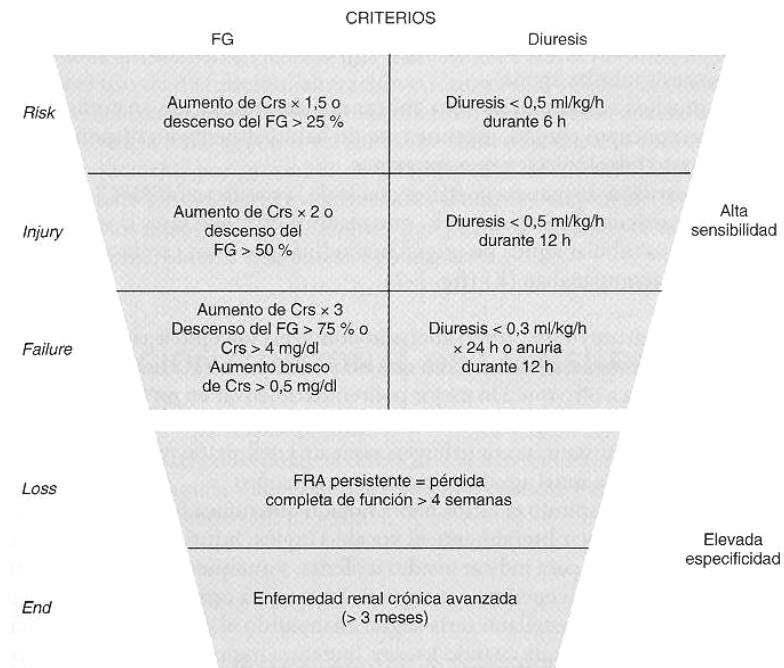 CRITERIOS
FG
Diuresis
Risk
Aumento de Crs × 1,5 o
descenso del FG > 25 %
Diuresis < 0,5 ml/kg/h
durante 6 h
Injury
Aumento de Crs × 2 o
descenso del
FG > 50 %
Diuresis < 0,5 ml/kg/h
durante 12 h
Alta
sensibilidad
Failure
Aumento de Crs × 3
Descenso del FG > 75 % o
Crs > 4 mg/dl
Aumento brusco
de Crs > 0,5 mg/dl
Diuresis < 0,3 ml/kg/h
× 24 h o anuria
durante 12 h
Loss
FRA persistente = pérdida
completa de función > 4 semanas
Elevada
especificidad
End
Enfermedad renal crónica avanzada
(> 3 meses)